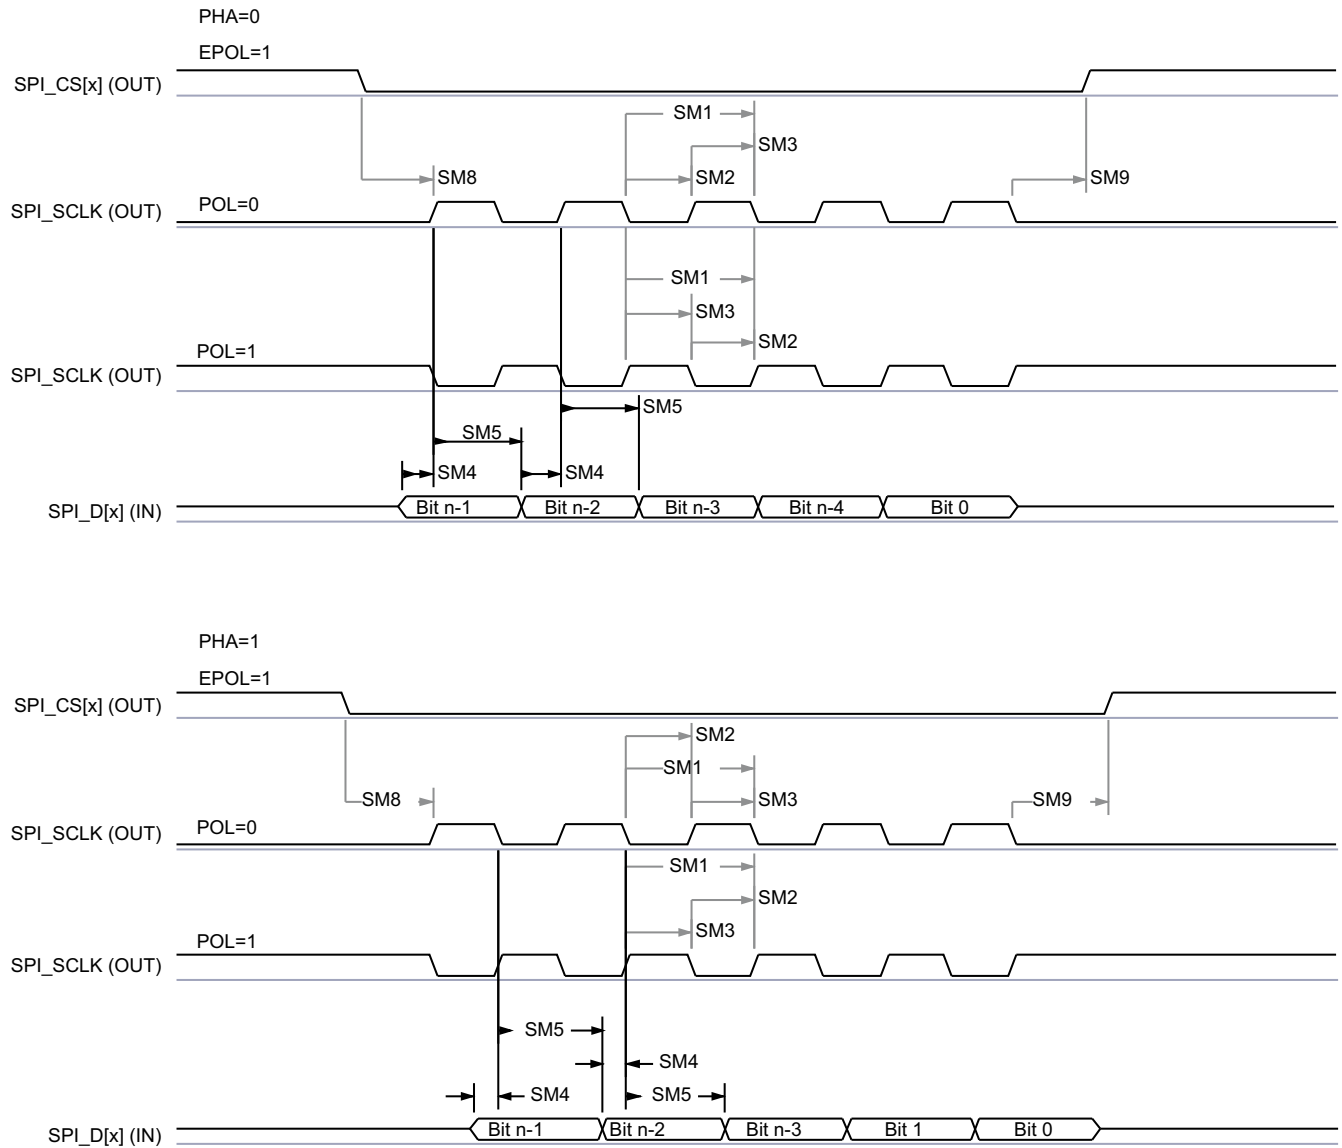 PHA=0
EPOL=1
SPI_CS[x] (OUT)
SM1
SM3
SM8
SM2
SM9
SPI_SCLK (OUT)
POL=0
SM1
SM3
SM2
POL=1
SPI_SCLK (OUT)
SM5
SM5
SM4
SM4
SPI_D[x] (IN)
Bit n-1
Bit n-2
Bit n-3
Bit n-4
Bit 0
PHA=1
EPOL=1
SPI_CS[x] (OUT)
SM2
SM1
SM8
SM3
SM9
SPI_SCLK (OUT)
POL=0
SM1
SM2
SM3
POL=1
SPI_SCLK (OUT)
SM5
SM4
SM4
SM5
SPI_D[x] (IN)
Bit n-1
Bit n-2
Bit n-3
Bit 1
Bit 0